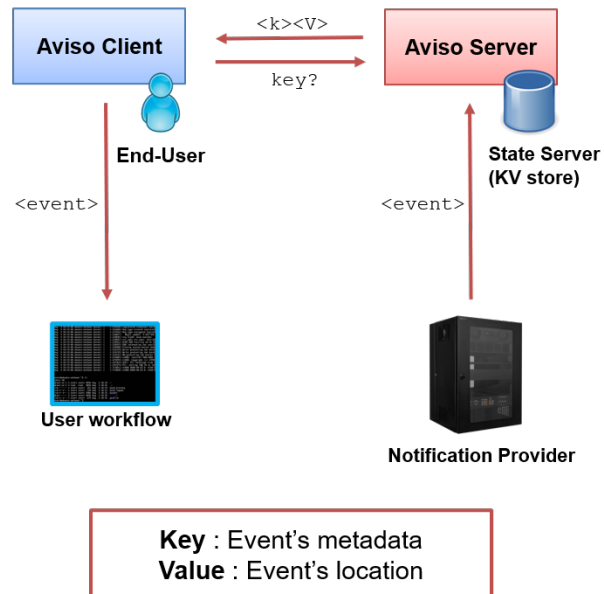 <k><V>
Aviso Client
Aviso Server
key?
End-User
State Server
(KV store)
<event>
<event>
User workflow
Notification Provider
Key : Event's metadata
Value : Event's location